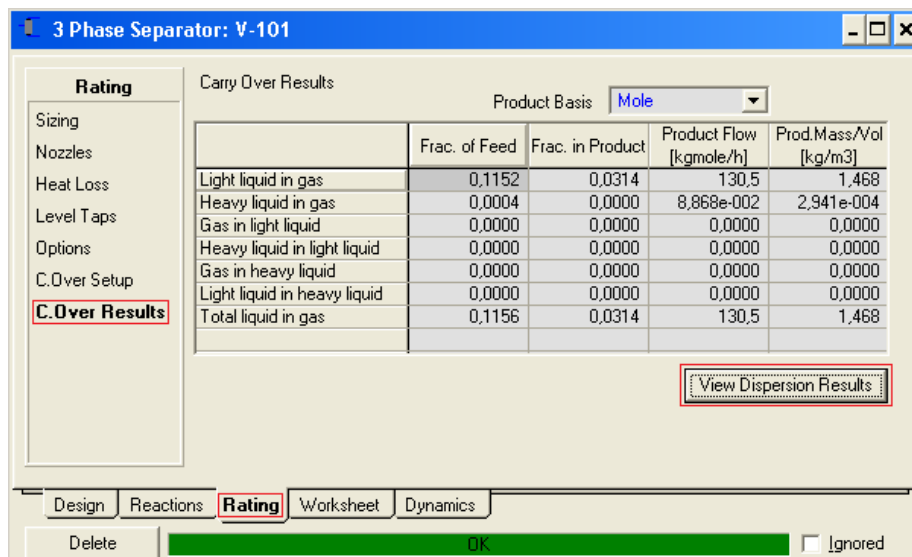 3 Phase Separator: V-101
Rating
Sizing
Nozzles
Heat Loss
Level Taps
Options
C.Over Setup
C.Over Results
Carry Over Results
Product Basis Mole
Frac. of Feed Frac. in Product Product Flow [kgmole/h] Prod.Mass/Vol [kg/m3]
Light liquid in gas 0,1152 0,0314 130,5 1,468
Heavy liquid in gas 0,0004 0,0000 8,868e-002 2,941e-004
Gas in light liquid 0,0000 0,0000 0,0000 0,0000
Heavy liquid in light liquid 0,0000 0,0000 0,0000 0,0000
Gas in heavy liquid 0,0000 0,0000 0,0000 0,0000
Light liquid in heavy liquid 0,0000 0,0000 0,0000 0,0000
Total liquid in gas 0,1156 0,0314 130,5 1,468
View Dispersion Results
Design Reactions Rating Worksheet Dynamics
Delete OK Ignored